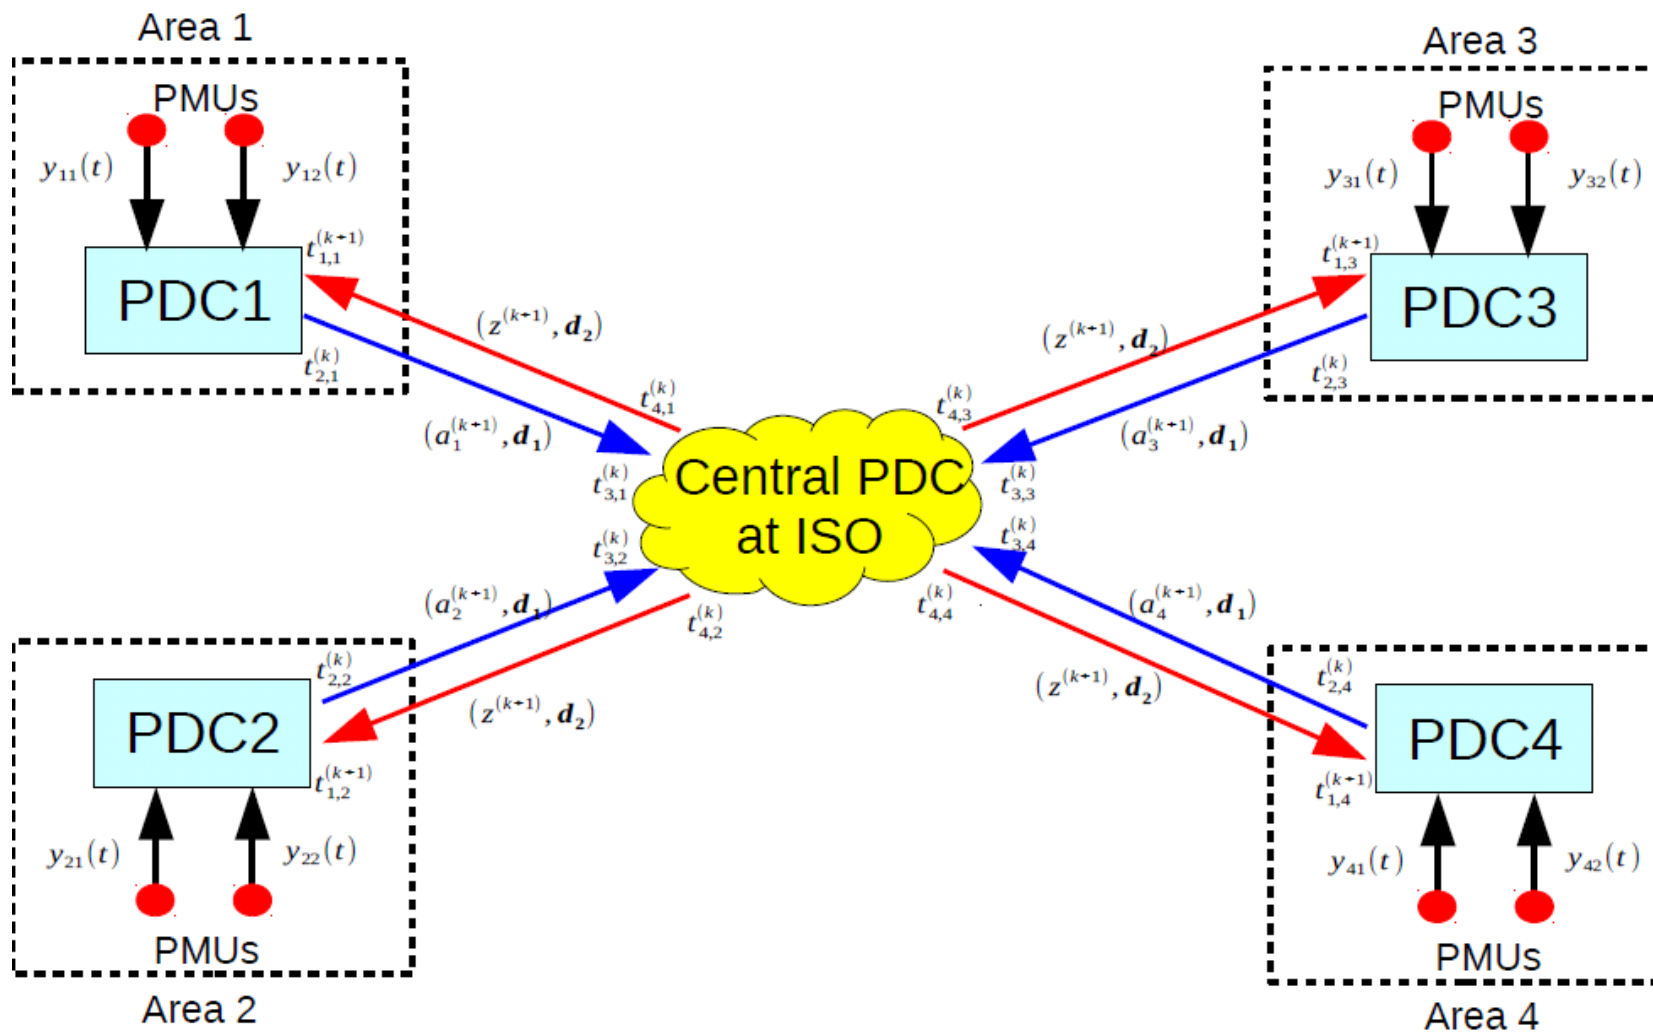 Area 1
PMUs
y₁₁(t)
y₁₂(t)
t₁,₁⁽ᵏ⁺¹⁾
PDC1
t₂,₁⁽ᵏ⁾
(z⁽ᵏ⁺¹⁾, d₂)
t₄,₁⁽ᵏ⁾
(a₁⁽ᵏ⁺¹⁾, d₁)
t₃,₁⁽ᵏ⁾
Area 3
PMUs
y₃₁(t)
y₃₂(t)
t₁,₃⁽ᵏ⁺¹⁾
PDC3
t₂,₃⁽ᵏ⁾
(z⁽ᵏ⁺¹⁾, d₂)
t₄,₃⁽ᵏ⁾
(a₃⁽ᵏ⁺¹⁾, d₁)
t₃,₃⁽ᵏ⁾
Central PDC
at ISO
t₃,₂⁽ᵏ⁾
(a₂⁽ᵏ⁺¹⁾, d₁)
t₄,₂⁽ᵏ⁾
t₂,₂⁽ᵏ⁾
PDC2
(z⁽ᵏ⁺¹⁾, d₂)
t₁,₂⁽ᵏ⁺¹⁾
y₂₁(t)
y₂₂(t)
PMUs
Area 2
t₃,₄⁽ᵏ⁾
t₄,₄⁽ᵏ⁾
(a₄⁽ᵏ⁺¹⁾, d₁)
t₂,₄⁽ᵏ⁾
(z⁽ᵏ⁺¹⁾, d₂)
PDC4
t₁,₄⁽ᵏ⁺¹⁾
y₄₁(t)
y₄₂(t)
PMUs
Area 4